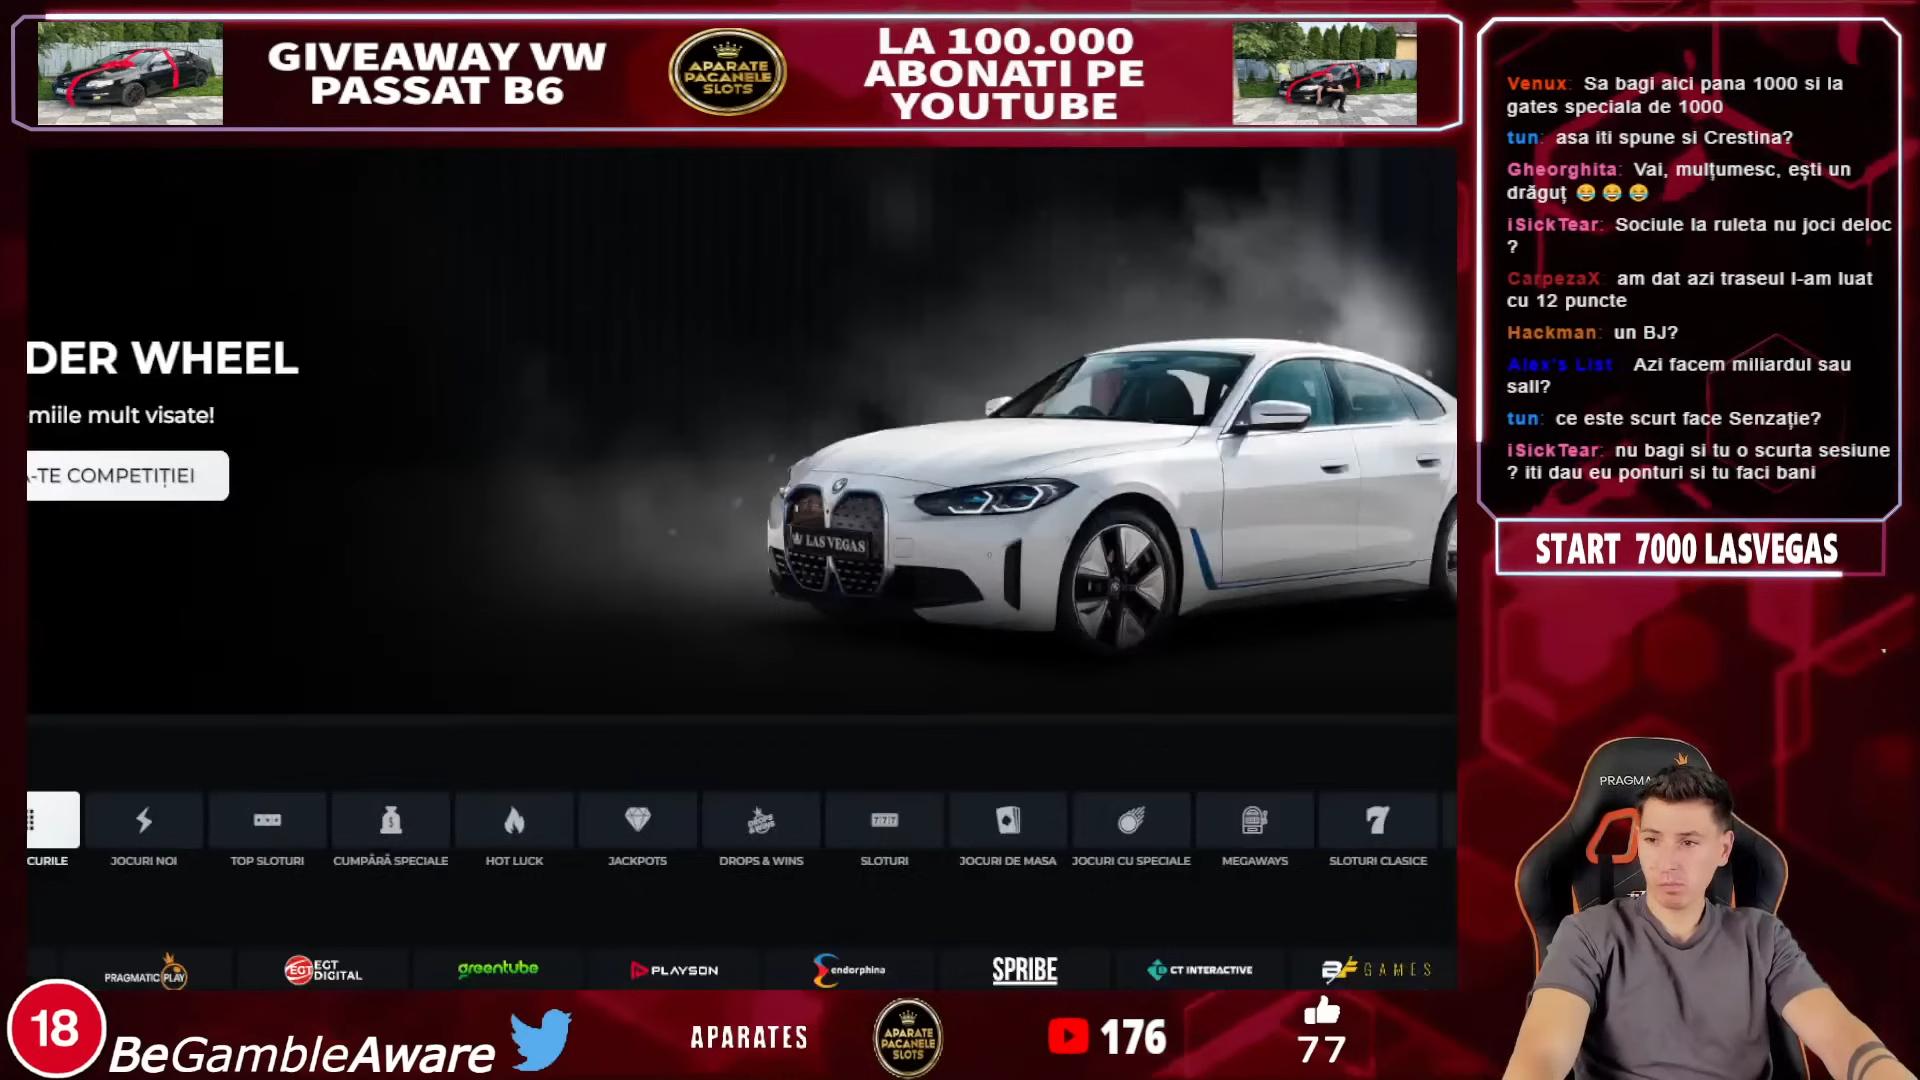 GIVEAWAY VW
PASSAT B6
APARATE
PACANELE
SLOTS
LA 100.000
ABONATI PE
YOUTUBE
Venux: Sa bagi aici pana 1000 si la
gates speciala de 1000
tun: asa iti spune si Crestina?
Gheorghita: Vai, mulțumesc, ești un
drăguț 😂 😂 😂
iSickTear: Sociule la ruleta nu joci deloc
?
CarpezaX: am dat azi traseul l-am luat
cu 12 puncte
Hackman: un BJ?
Alex's List: Azi facem miliardul sau
sall?
tun: ce este scurt face Senzație?
iSickTear: nu bagi si tu o scurta sesiune
? iti dau eu ponturi si tu faci bani
START 7000 LASVEGAS
DER WHEEL
miile mult visate!
-TE COMPETIȚIEI
LAS VEGAS
CURILE
JOCURI NOI
TOP SLOTURI
CUMPĂRĂ SPECIALE
HOT LUCK
JACKPOTS
DROPS & WINS
SLOTURI
JOCURI DE MASA
JOCURI CU SPECIALE
MEGAWAYS
SLOTURI CLASICE
DROPS & WINS
777
7
PRAGMATIC PLAY
EGT DIGITAL
greentube
PLAYSON
endorphina
SPRIBE
CT INTERACTIVE
BF GAMES
PRAGMA
18
BeGambleAware
APARATES
APARATE
PACANELE
SLOTS
176
77